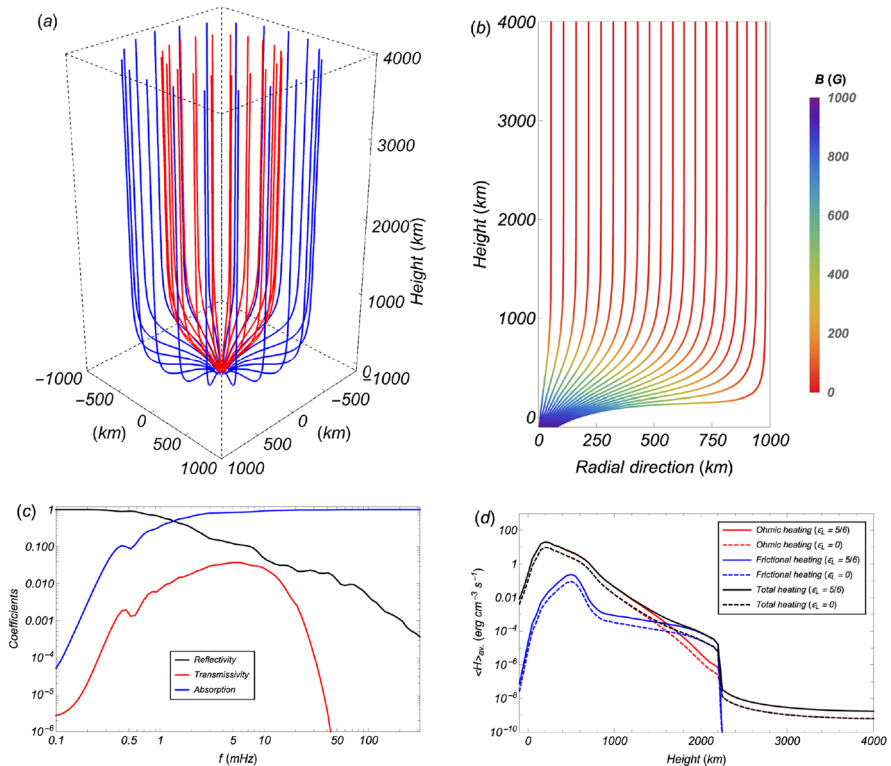 (a)
4000
3000
2000
1000
0
Height (km)
−1000
−500
0
500
1000
(km)
−1000
−500
0
500
1000
(km)
(b)
4000
3000
2000
1000
0
Height (km)
0
250
500
750
1000
Radial direction (km)
B (G)
1000
800
600
400
200
0
(c)
1
0.100
0.010
0.001
10⁻⁴
10⁻⁵
10⁻⁶
Coefficients
Reflectivity
Transmissivity
Absorption
0.1
0.5
1
5
10
50
100
f (mHz)
(d)
100
1
10⁻²
10⁻⁴
10⁻⁶
10⁻⁸
10⁻¹⁰
<H>av. (erg cm⁻³ s⁻¹)
Ohmic heating (εL = 5/6)
Ohmic heating (εL = 0)
Frictional heating (εL = 5/6)
Frictional heating (εL = 0)
Total heating (εL = 5/6)
Total heating (εL = 0)
0
1000
2000
3000
4000
Height (km)